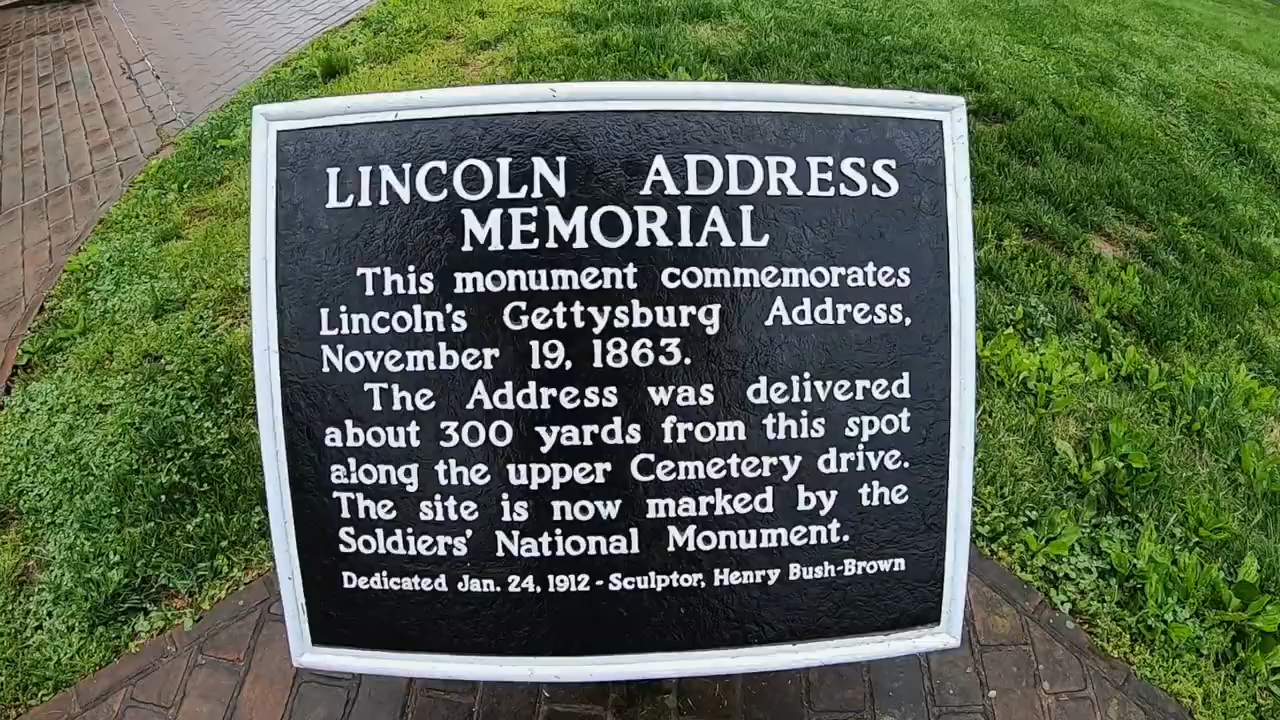 LINCOLN ADDRESS
MEMORIAL
This monument commemorates
Lincoln's Gettysburg Address,
November 19, 1863.
The Address was delivered
about 300 yards from this spot
along the upper Cemetery drive.
The site is now marked by the
Soldiers' National Monument.
Dedicated Jan. 24, 1912 - Sculptor, Henry Bush-Brown